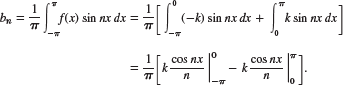 b_n = \frac{1}{\pi} \int_{-\pi}^{\pi} f(x) \sin nx \, dx = \frac{1}{\pi} \left[ \int_{-\pi}^{0} (-k) \sin nx \, dx + \int_{0}^{\pi} k \sin nx \, dx \right]
= \frac{1}{\pi} \left[ k \frac{\cos nx}{n} \Big|_{-\pi}^{0} - k \frac{\cos nx}{n} \Big|_{0}^{\pi} \right].